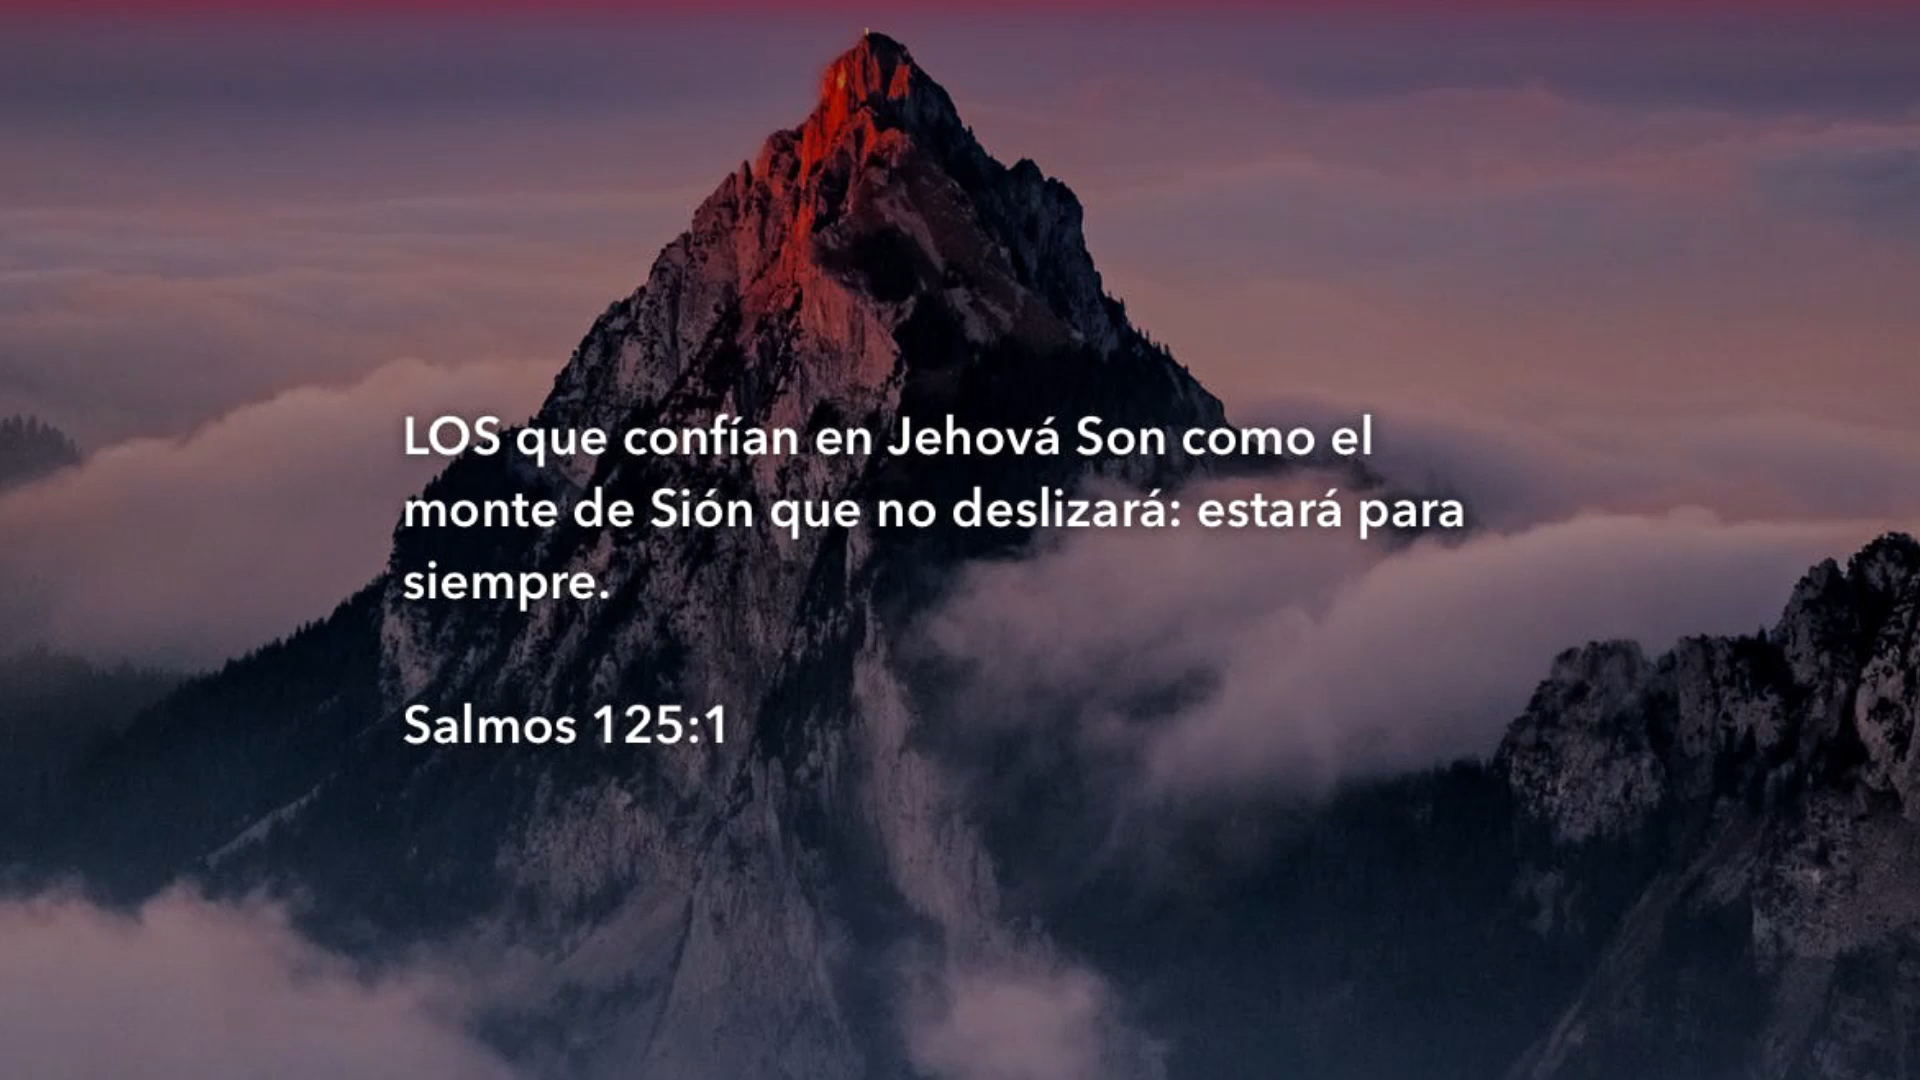 LOS que confían en Jehová Son como el
monte de Sión que no deslizará: estará para
siempre.
Salmos 125:1